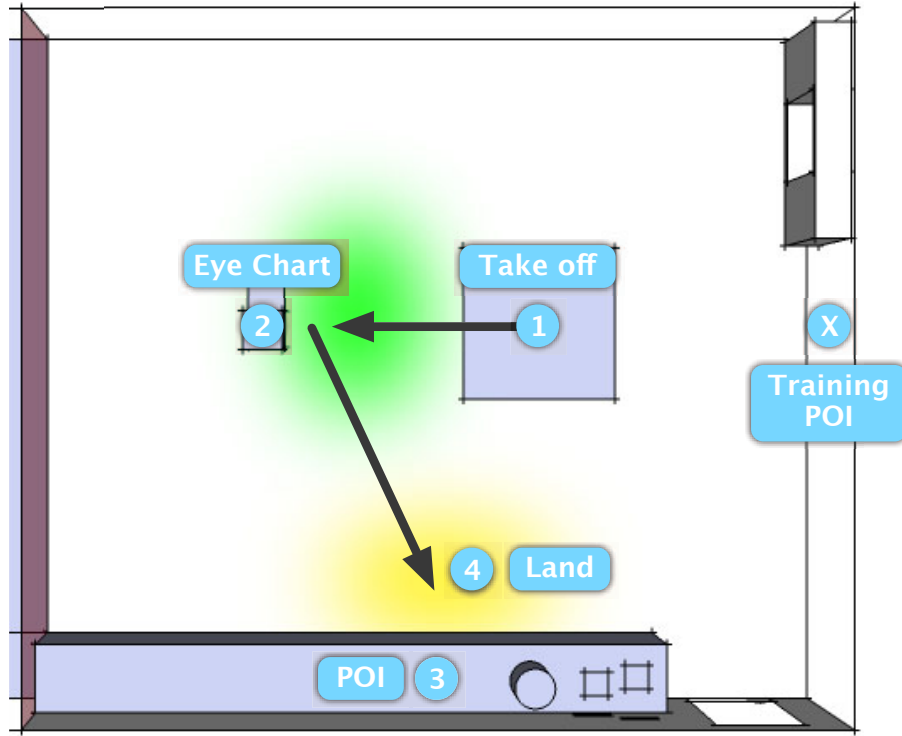 Eye Chart
Take off
2
1
X
Training
POI
4
Land
POI
3